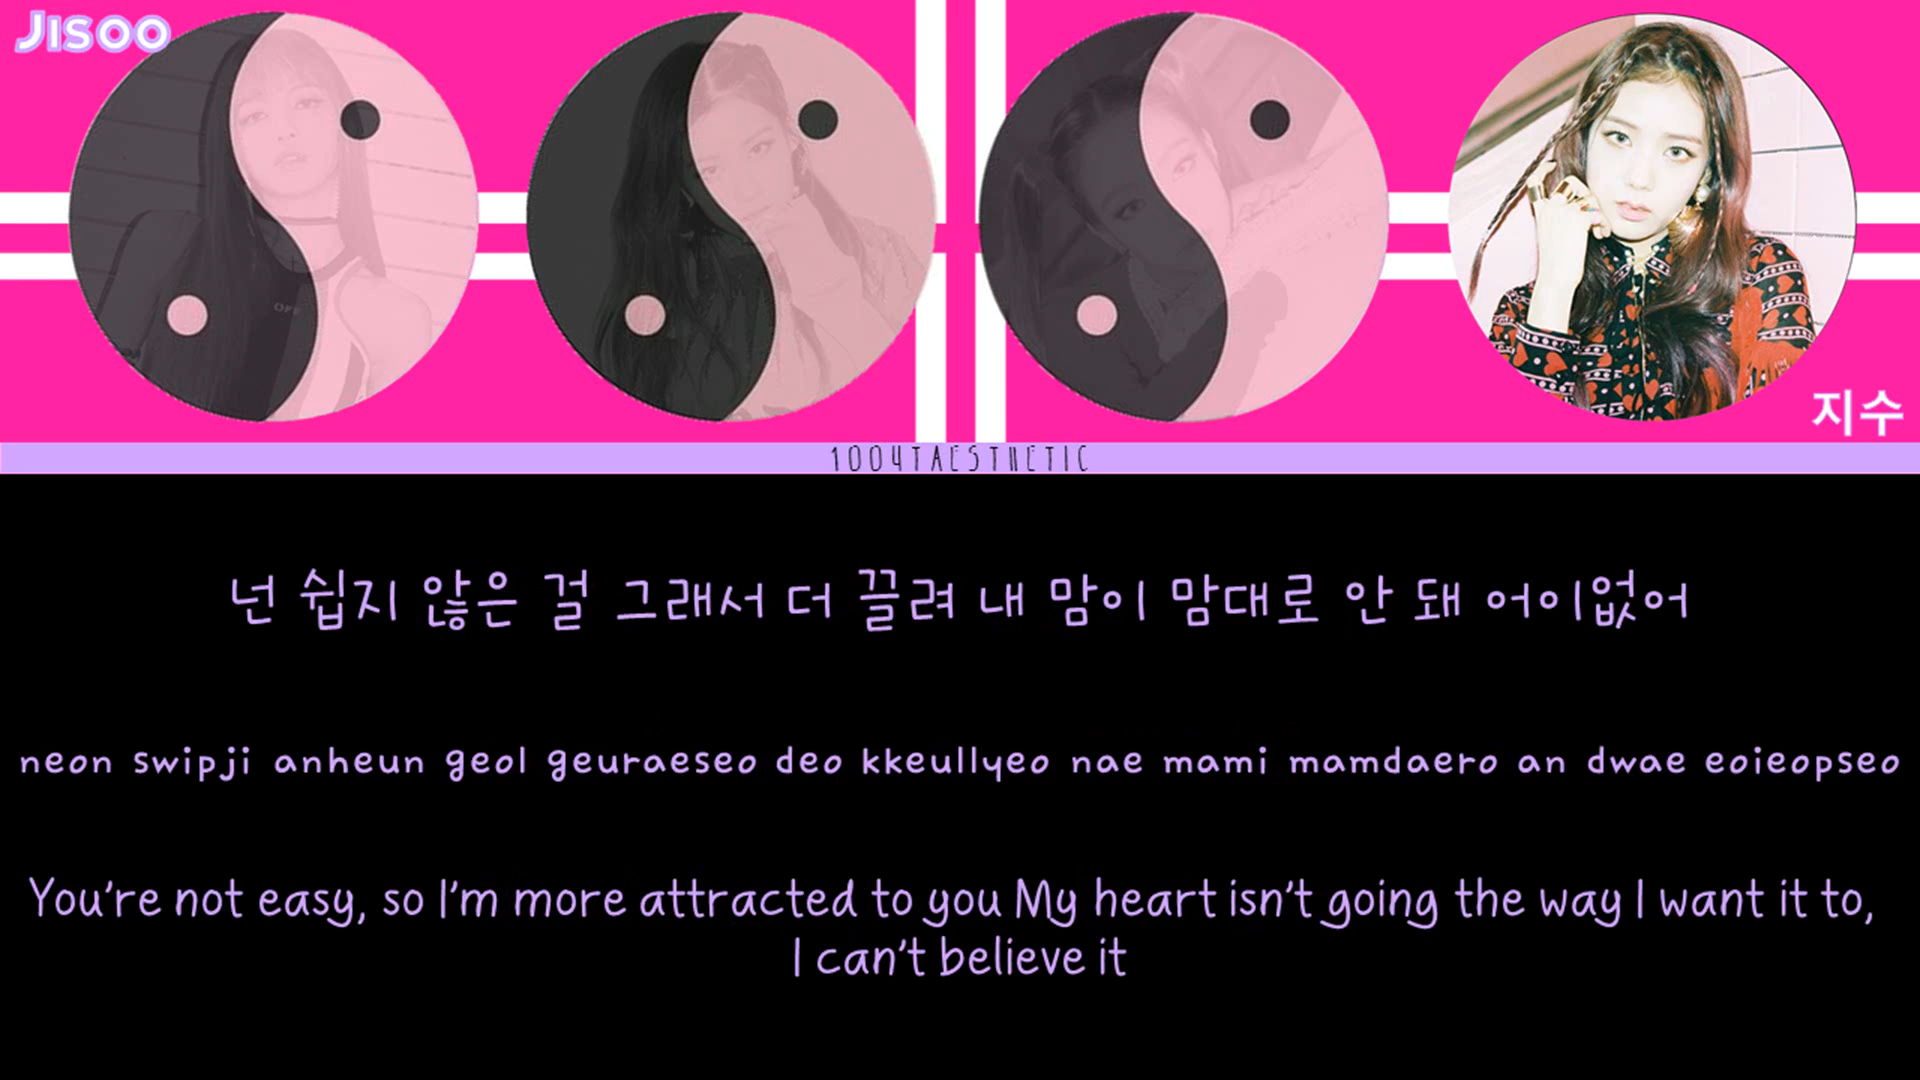 JISOO
OFF
지수
1004TAESTHETIC
넌 쉽지 않은 걸 그래서 더 끌려 내 맘이 맘대로 안 돼 어이없어
neon swipji anheun geol geuraeseo deo kkeullyeo nae mami mamdaero an dwae eoieopseo
You're not easy, so I'm more attracted to you My heart isn't going the way I want it to,
I can't believe it